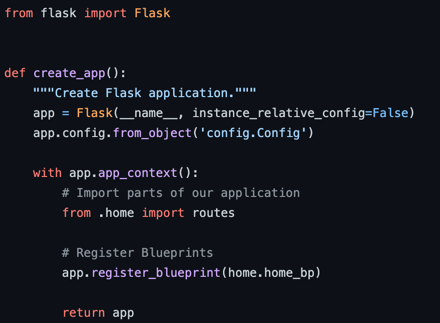 from flask import Flask
def create_app():
"""Create Flask application."""
app = Flask(__name__, instance_relative_config=False)
app.config.from_object('config.Config')
with app.app_context():
# Import parts of our application
from .home import routes
# Register Blueprints
app.register_blueprint(home.home_bp)
return app